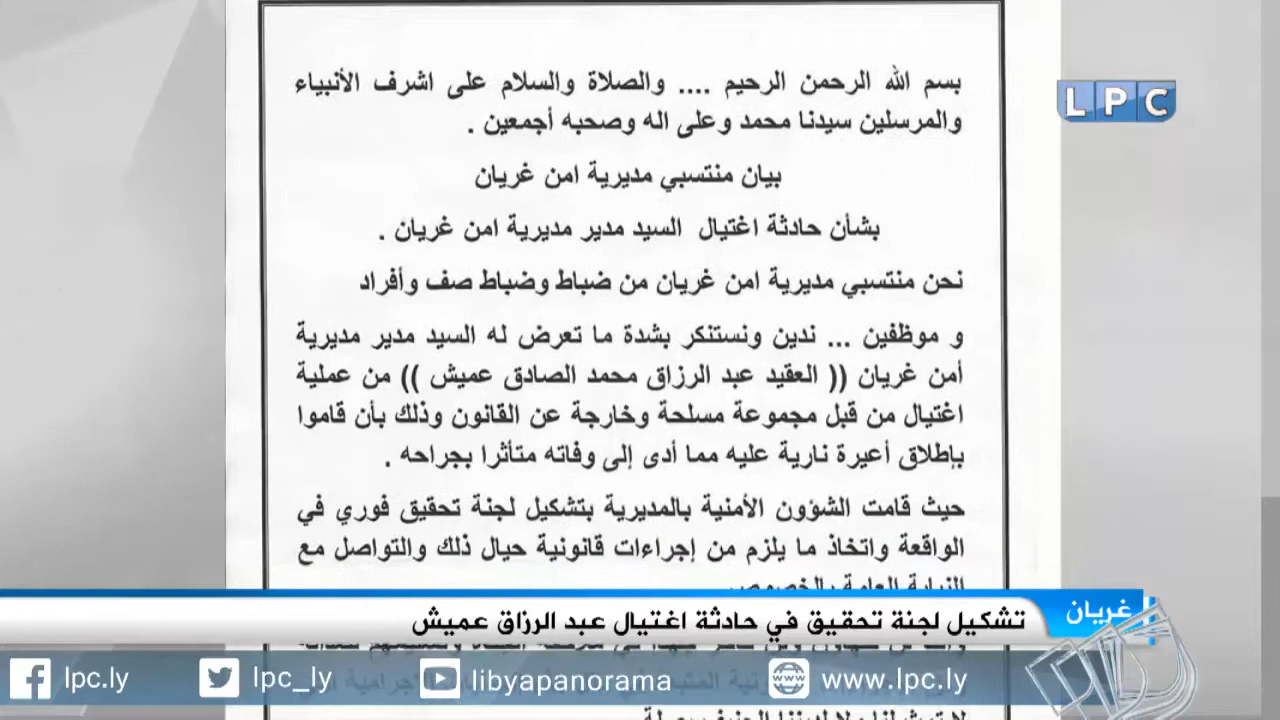 بسم الله الرحمن الرحيم .... والصلاة والسلام على اشرف الأنبياء
والمرسلين سيدنا محمد وعلى اله وصحبه أجمعين .
LPC
بيان منتسبي مديرية امن غريان
بشأن حادثة اغتيال السيد مدير مديرية امن غريان .
نحن منتسبي مديرية امن غريان من ضباط وضباط صف وأفراد
و موظفين ... ندين ونستنكر بشدة ما تعرض له السيد مدير مديرية
أمن غريان (( العقيد عبد الرزاق محمد الصادق عميش )) من عملية
اغتيال من قبل مجموعة مسلحة وخارجة عن القانون وذلك بأن قاموا
بإطلاق أعيرة نارية عليه مما أدى إلى وفاته متأثرا بجراحه .
حيث قامت الشؤون الأمنية بالمديرية بتشكيل لجنة تحقيق فوري في
الواقعة واتخاذ ما يلزم من إجراءات قانونية حيال ذلك والتواصل مع
النيابة العامة بالخصوص
غريان
تشكيل لجنة تحقيق في حادثة اغتيال عبد الرزاق عميش
lpc.ly
lpc_ly
libyapanorama
www.lpc.ly